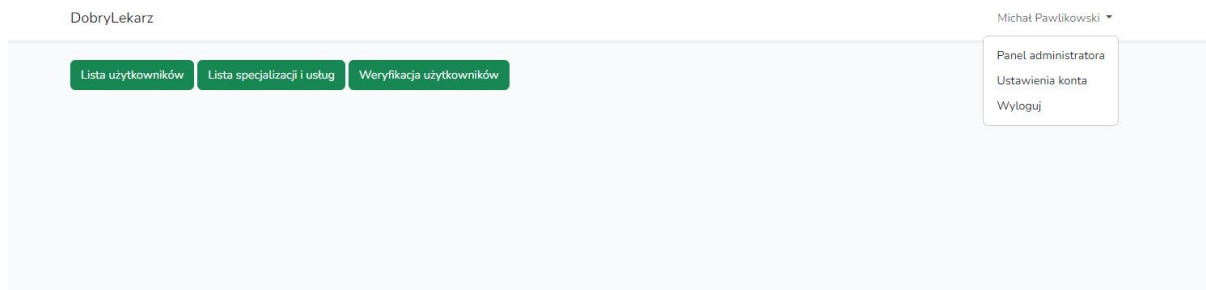 DobryLekarz
Michał Pawlikowski
Panel administratora
Ustawienia konta
Wyloguj
Lista użytkowników
Lista specjalizacji i usług
Weryfikacja użytkowników